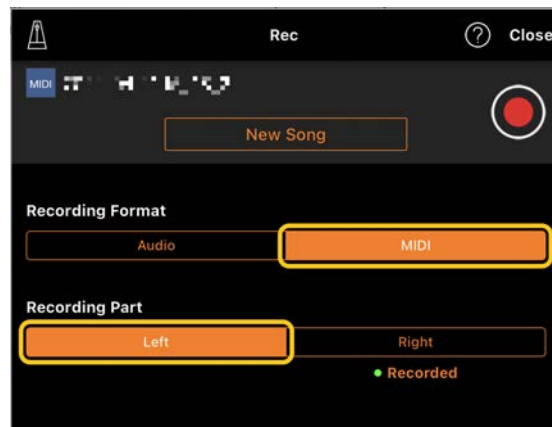 Rec
? Close
MIDI
New Song
Recording Format
Audio MIDI
Recording Part
Left Right
Recorded